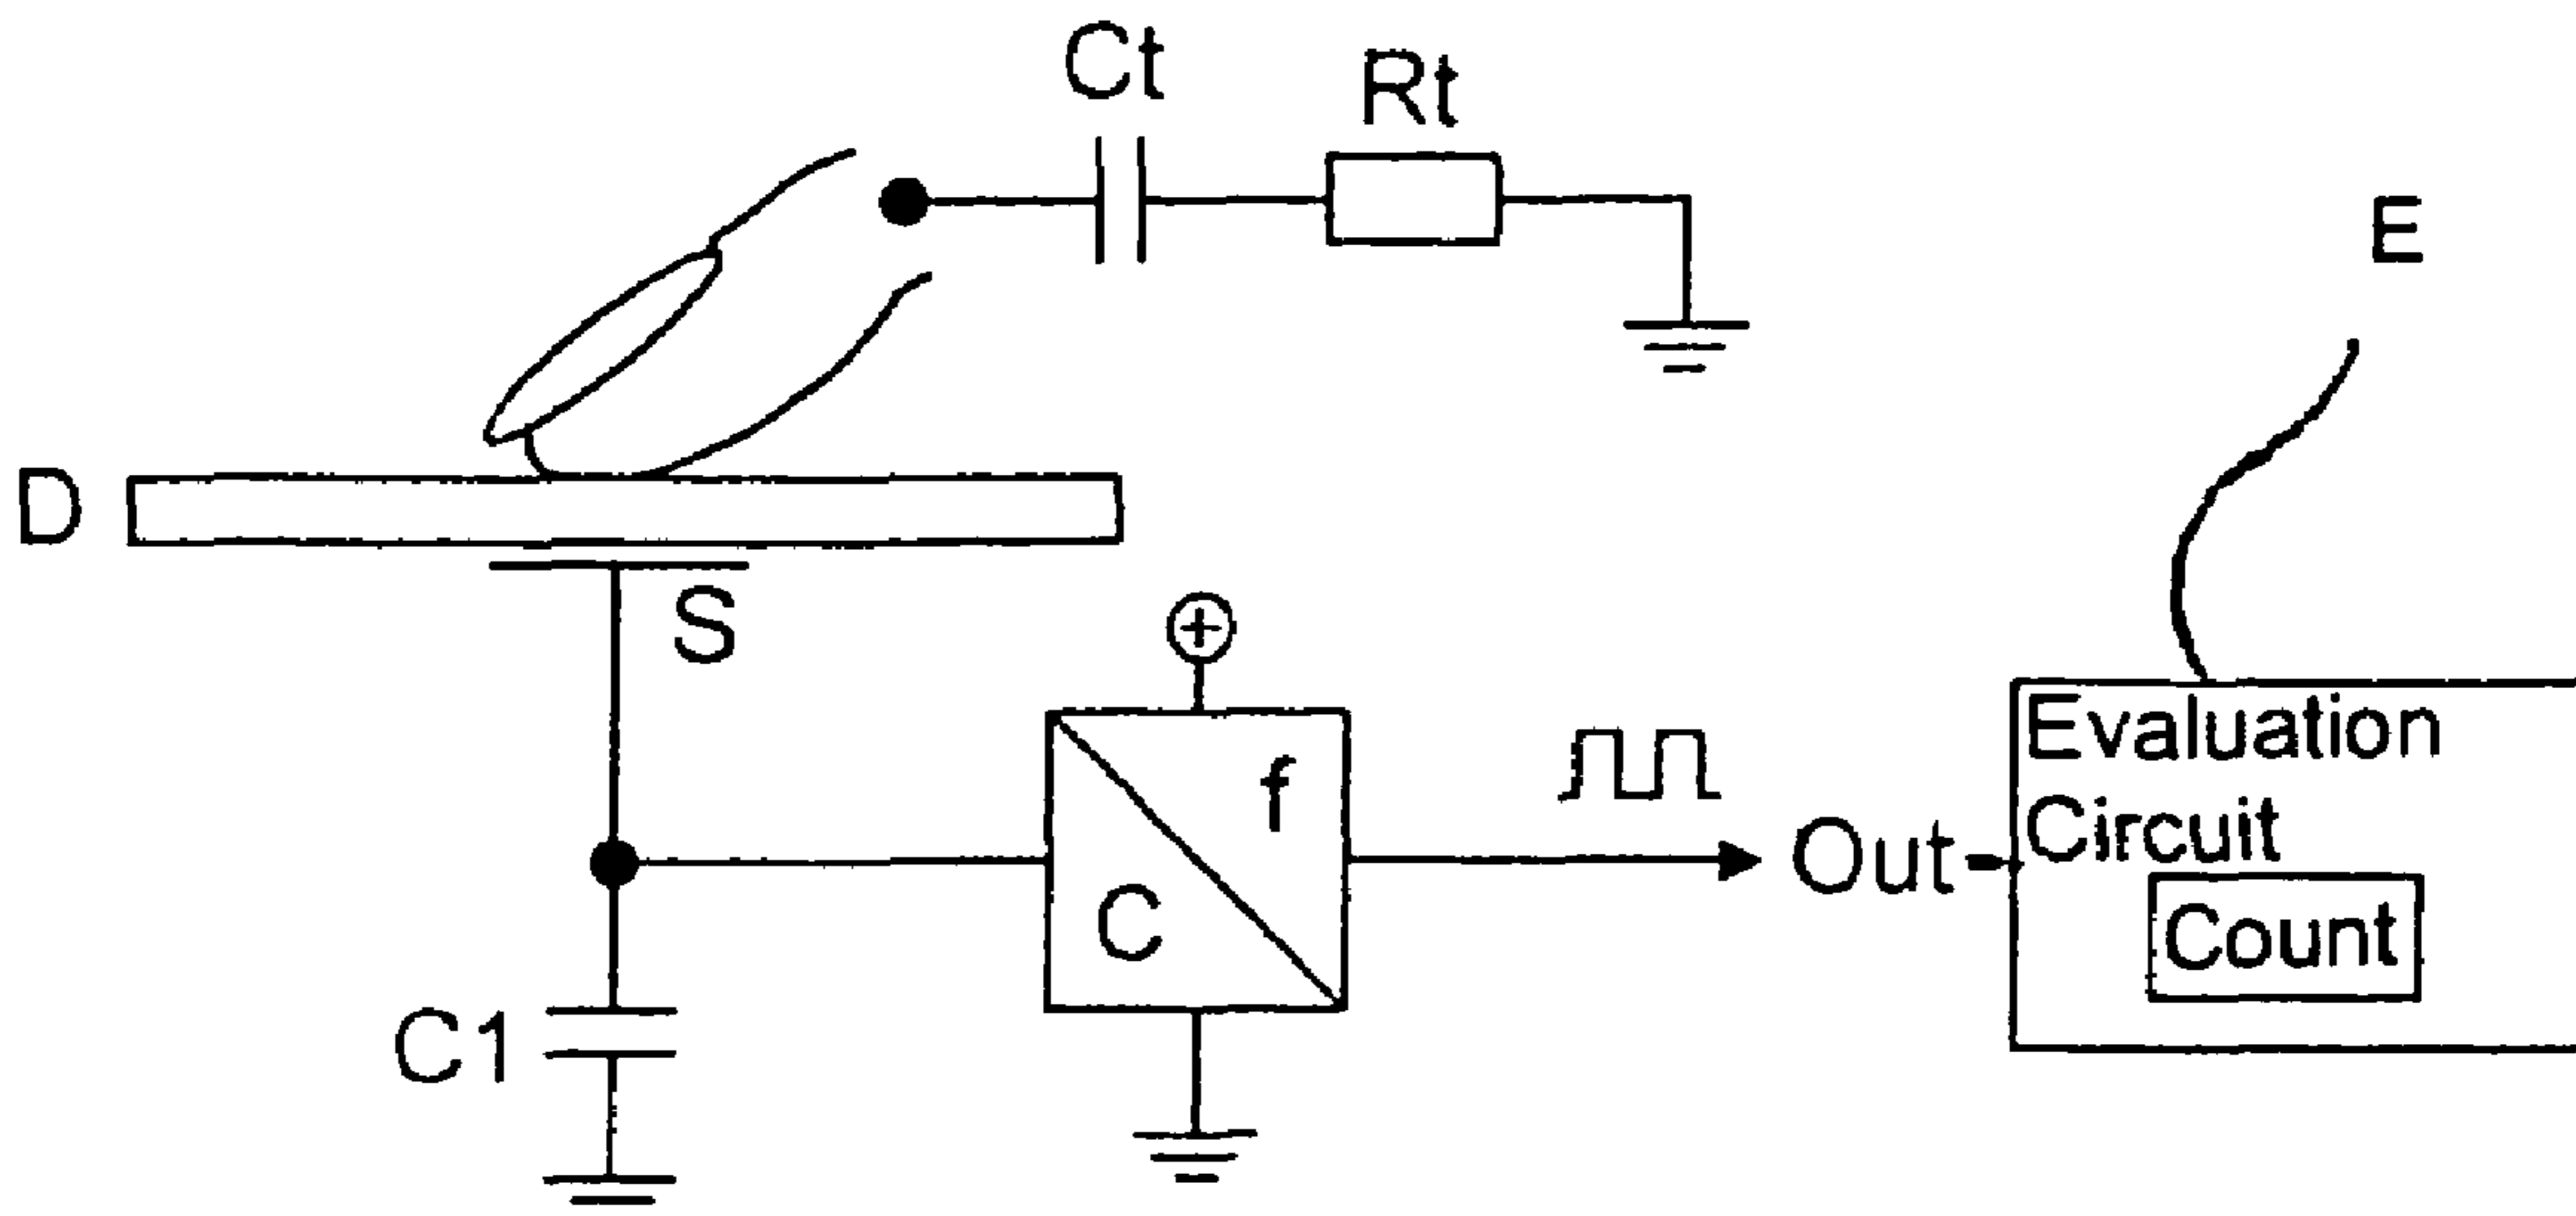 Ct
Rt
E
D
S
+
f
C
Out
Evaluation
Circuit
Count
C1